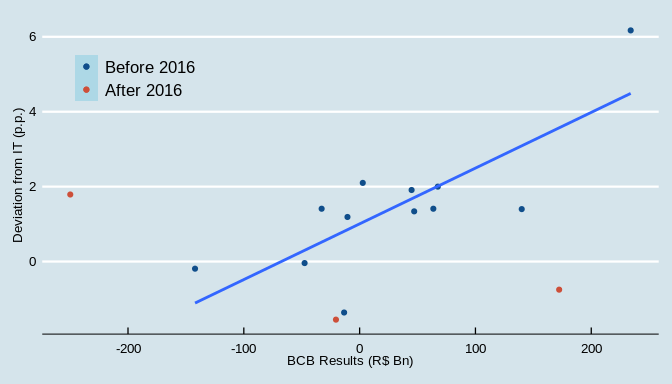 6
Before 2016
After 2016
4
Deviation from IT (p.p.)
2
0
-200 -100 0 100 200
BCB Results (R$ Bn)